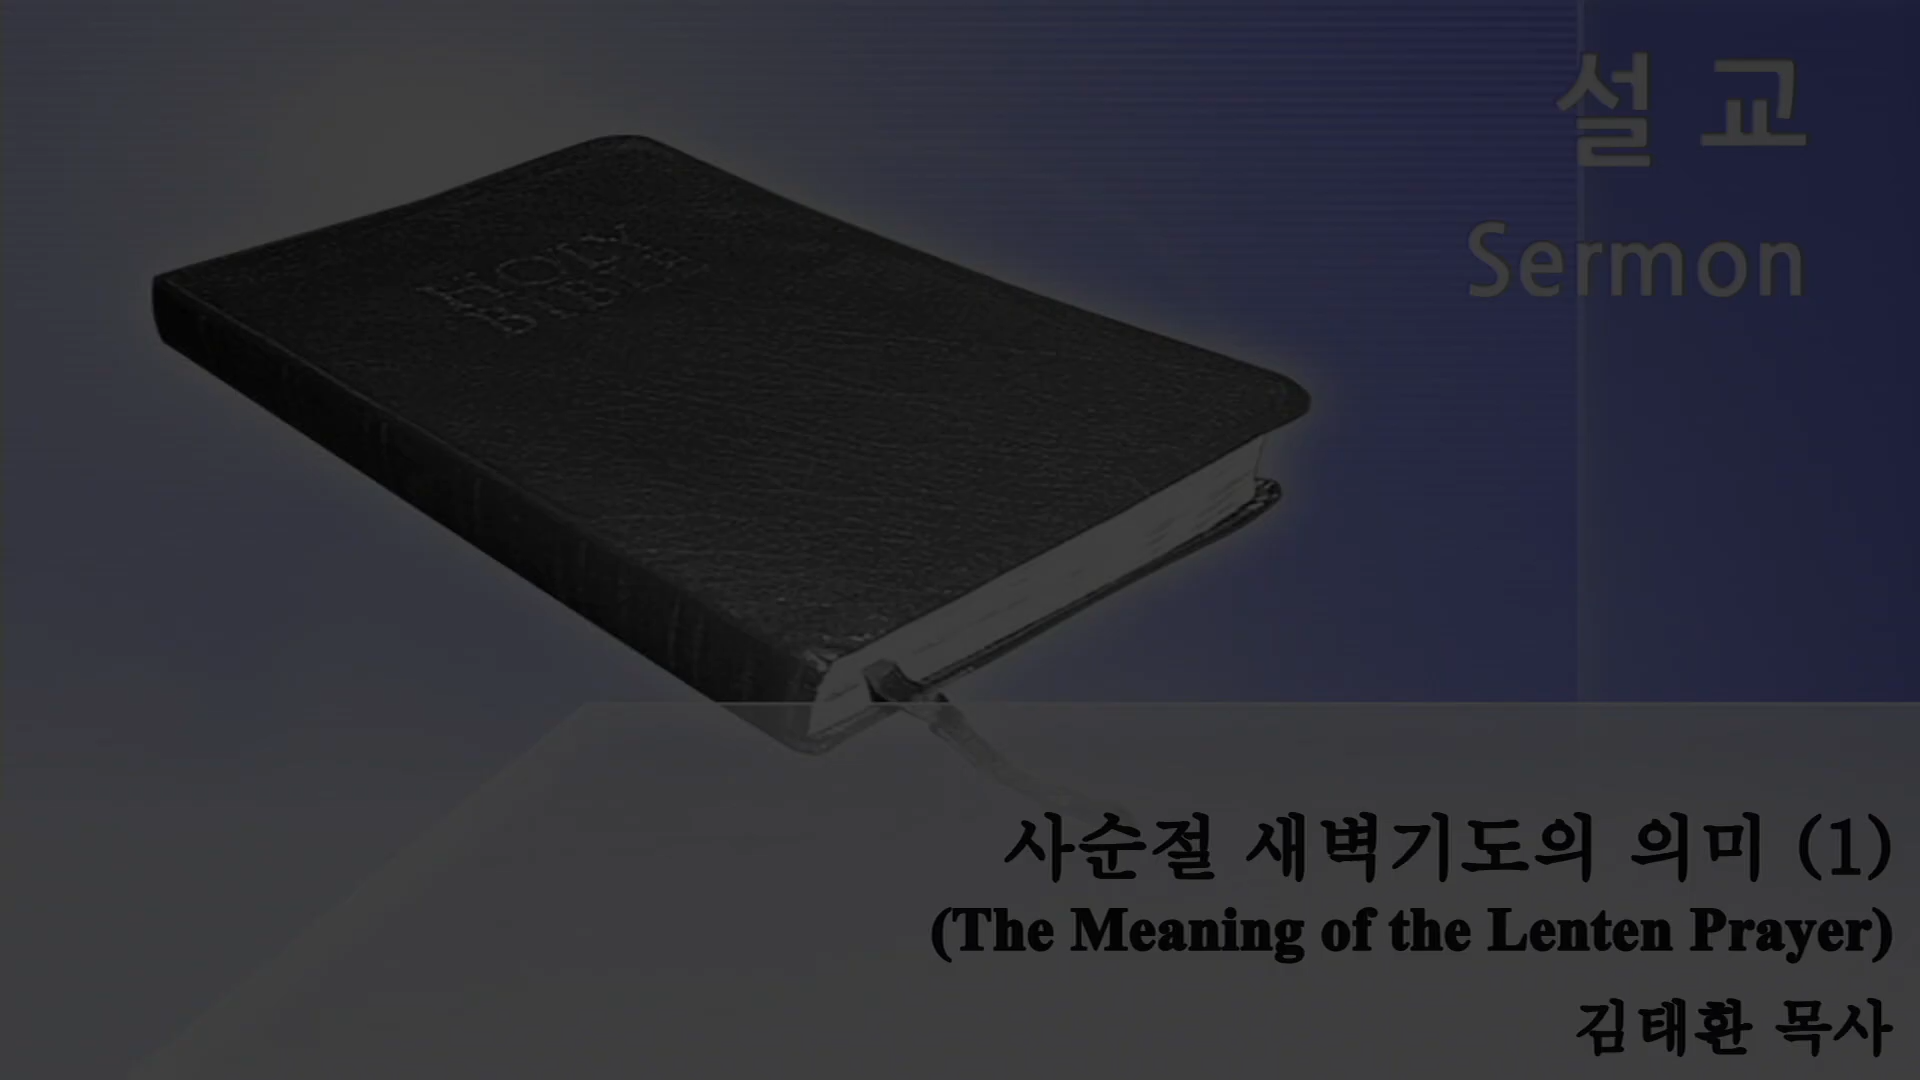 설 교
Sermon
HOLY
BIBLE
사순절 새벽기도의 의미 (1)
(The Meaning of the Lenten Prayer)
김태환 목사